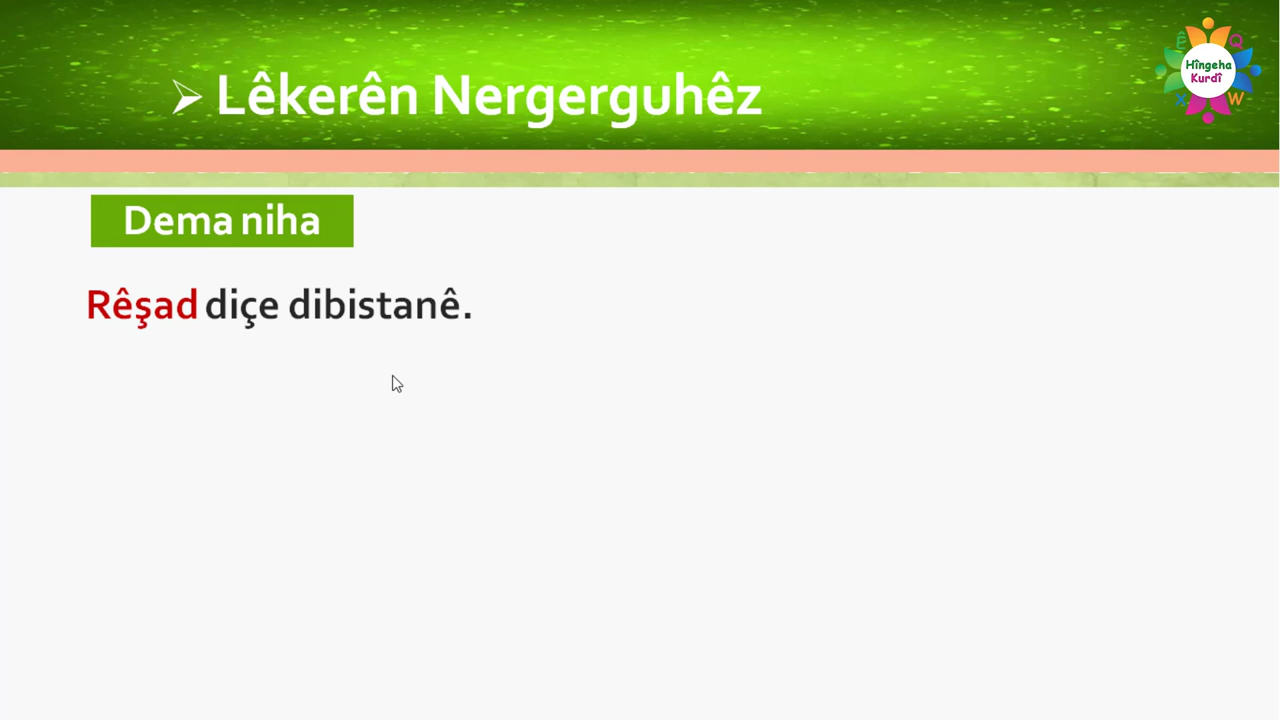 ➢ Lêkerên Nergerguhêz
Ê Q
Hîngeha
Kurdî
X W
Dema niha
Rêşad diçe dibistanê.